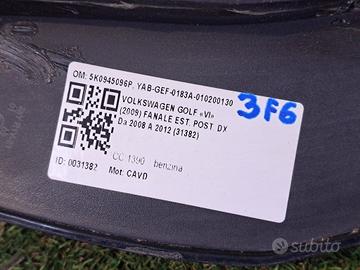 OM: 5K0945096P. YAB-GEF-0183A-010200130
VOLKSWAGEN GOLF «VI»
(2009) FANALE EST. POST. DX
Da 2008 A 2012 (31382)
3F6
CC 1390 benzina
ID: 0031382
Mot: CAVD
subito